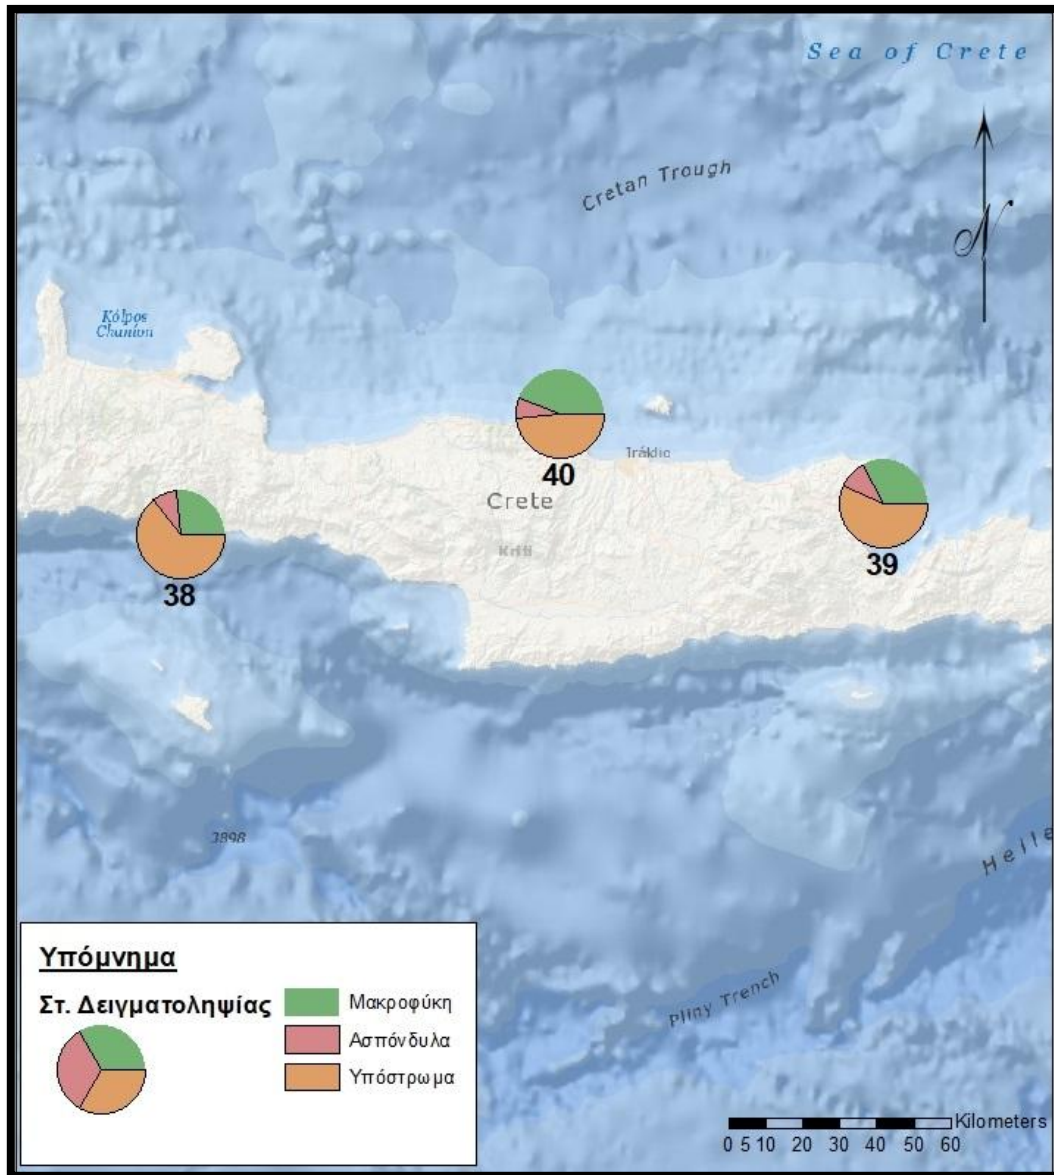 Sea of Crete
Cretan Trough
N
Kólpos
Chaníon
40
Iráklio
Crete
Kriti
39
38
3898
Helle
Pliny Trench
Υπόμνημα
Στ. Δειγματοληψίας
Μακροφύκη
Ασπόνδυλα
Υπόστρωμα
Kilometers
0 5 10 20 30 40 50 60